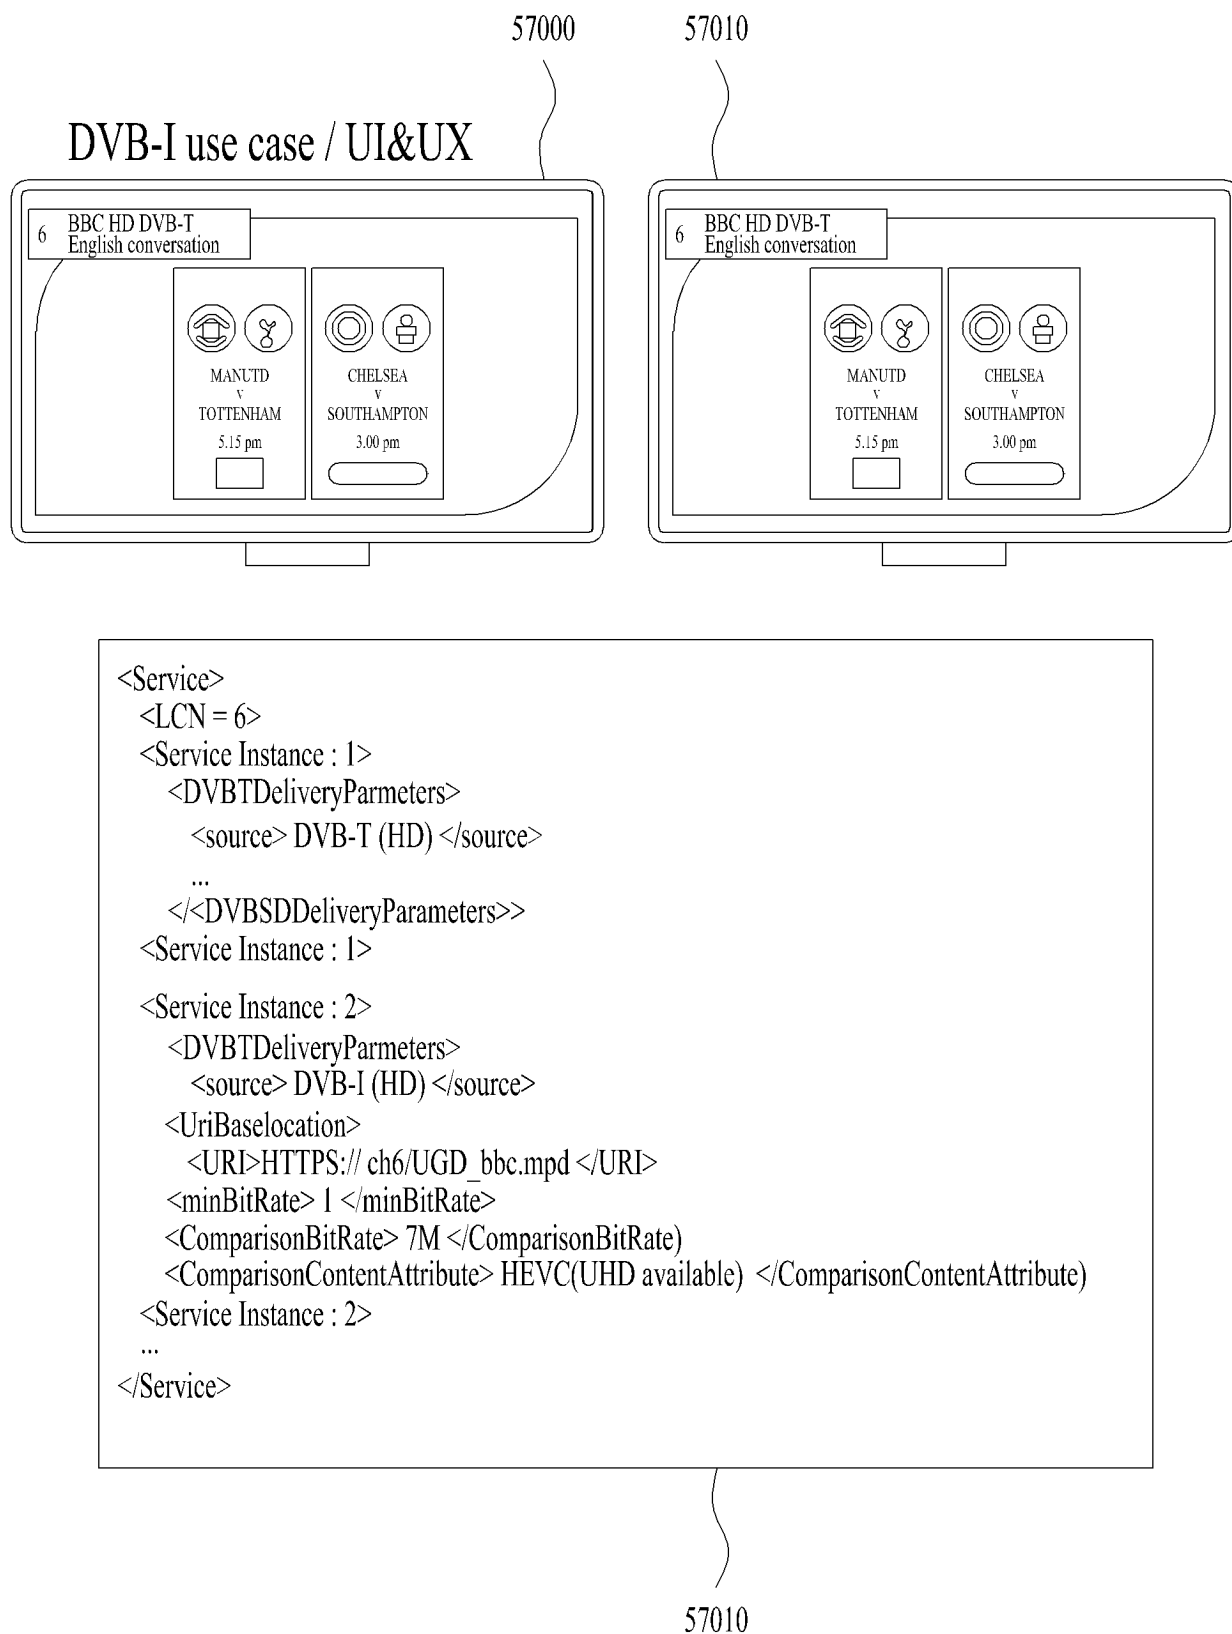 57000
57010
DVB-I use case / UI&UX
6
BBC HD DVB-T
English conversation
MANUTD
v
TOTTENHAM
5.15 pm
CHELSEA
v
SOUTHAMPTON
3.00 pm
6
BBC HD DVB-T
English conversation
MANUTD
v
TOTTENHAM
5.15 pm
CHELSEA
v
SOUTHAMPTON
3.00 pm
<Service>
<LCN = 6>
<Service Instance : 1>
<DVBTDeliveryParmeters>
<source> DVB-T (HD) </source>
...
</<DVBSDDeliveryParameters>>
<Service Instance : 1>
<Service Instance : 2>
<DVBTDeliveryParmeters>
<source> DVB-I (HD) </source>
<UriBaselocation>
<URI>HTTPS:// ch6/UGD_bbc.mpd </URI>
<minBitRate> 1 </minBitRate>
<ComparisonBitRate> 7M </ComparisonBitRate)
<ComparisonContentAttribute> HEVC(UHD available) </ComparisonContentAttribute)
<Service Instance : 2>
...
</Service>
57010